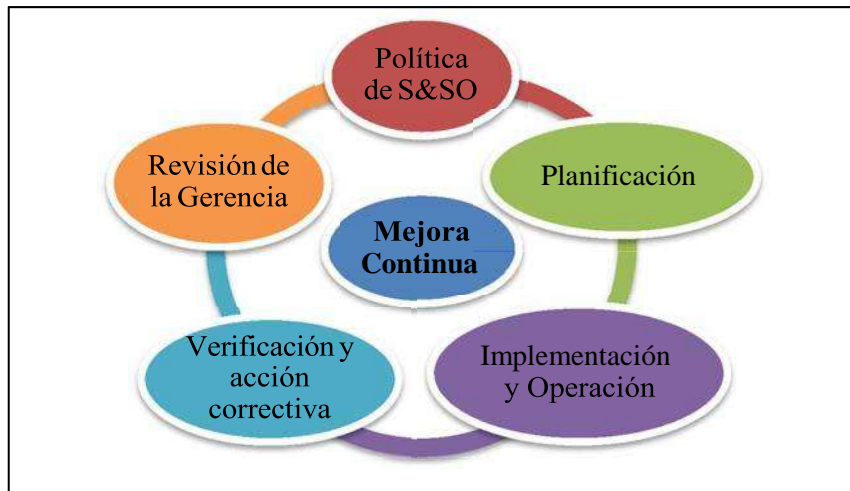 Política
de S&SO
Planificación
Implementación
y Operación
Verificación y
acción
correctiva
Revisión de
la Gerencia
Mejora
Continua